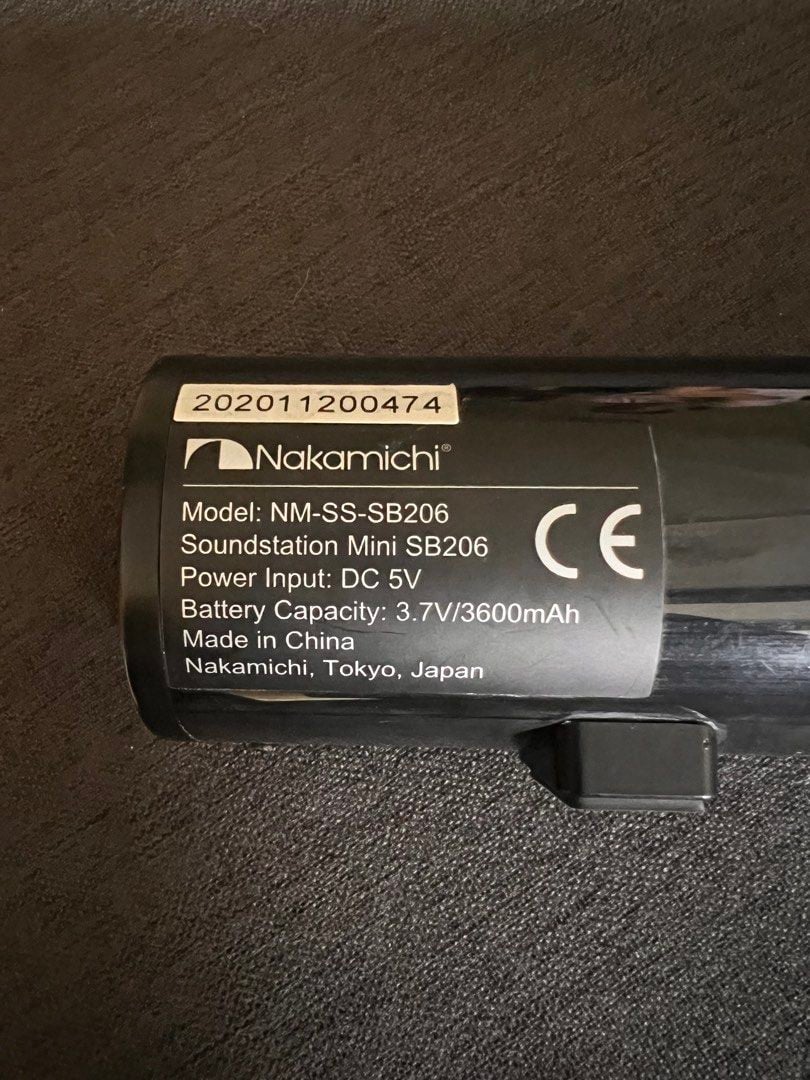 202011200474
Nakamichi®
Model: NM-SS-SB206
Soundstation Mini SB206
Power Input: DC 5V
Battery Capacity: 3.7V/3600mAh
Made in China
Nakamichi, Tokyo, Japan
CE